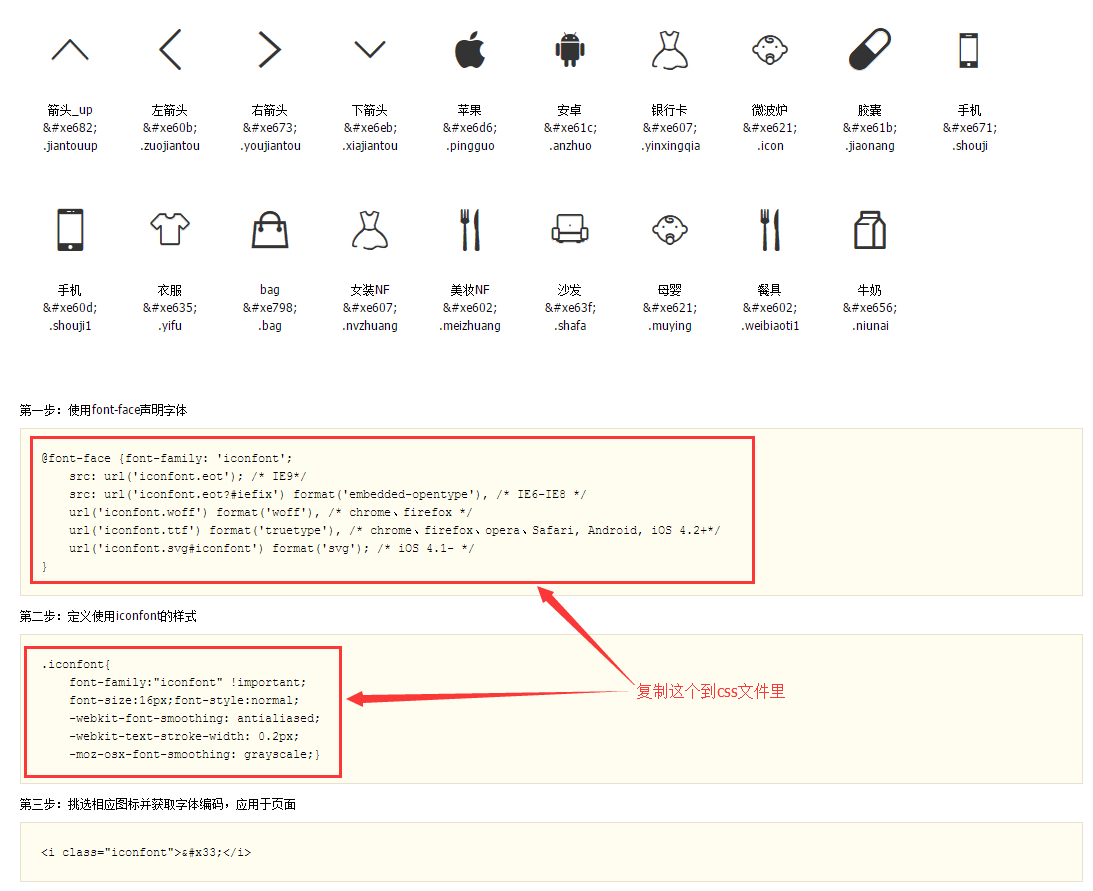 箭头_up 左箭头 右箭头 下箭头 苹果 安卓 银行卡 微波炉 胶囊 手机
&#xe682; &#xe60b; &#xe673; &#xe6eb; &#xe6d6; &#xe61c; &#xe607; &#xe621; &#xe61b; &#xe671;
.jiantouup .zuojiantou .youjiantou .xiajiantou .pingguo .anzhuo .yinxingqia .icon .jiaonang .shouji
手机 衣服 bag 女装NF 美妆NF 沙发 母婴 餐具 牛奶
&#xe60d; &#xe635; &#xe798; &#xe607; &#xe602; &#xe63f; &#xe621; &#xe602; &#xe656;
.shouji1 .yifu .bag .nvzhuang .meizhuang .shafa .muying .weibiaoti1 .niunai
第一步：使用font-face声明字体
@font-face {font-family: 'iconfont';
src: url('iconfont.eot'); /* IE9*/
src: url('iconfont.eot?#iefix') format('embedded-opentype'), /* IE6-IE8 */
url('iconfont.woff') format('woff'), /* chrome、firefox */
url('iconfont.ttf') format('truetype'), /* chrome、firefox、opera、Safari, Android, iOS 4.2+*/
url('iconfont.svg#iconfont') format('svg'); /* iOS 4.1- */
}
第二步：定义使用iconfont的样式
.iconfont{
font-family:"iconfont" !important;
font-size:16px;font-style:normal;
-webkit-font-smoothing: antialiased;
-webkit-text-stroke-width: 0.2px;
-moz-osx-font-smoothing: grayscale;}
复制这个到css文件里
第三步：挑选相应图标并获取字体编码，应用于页面
<i class="iconfont">&#x33;</i>